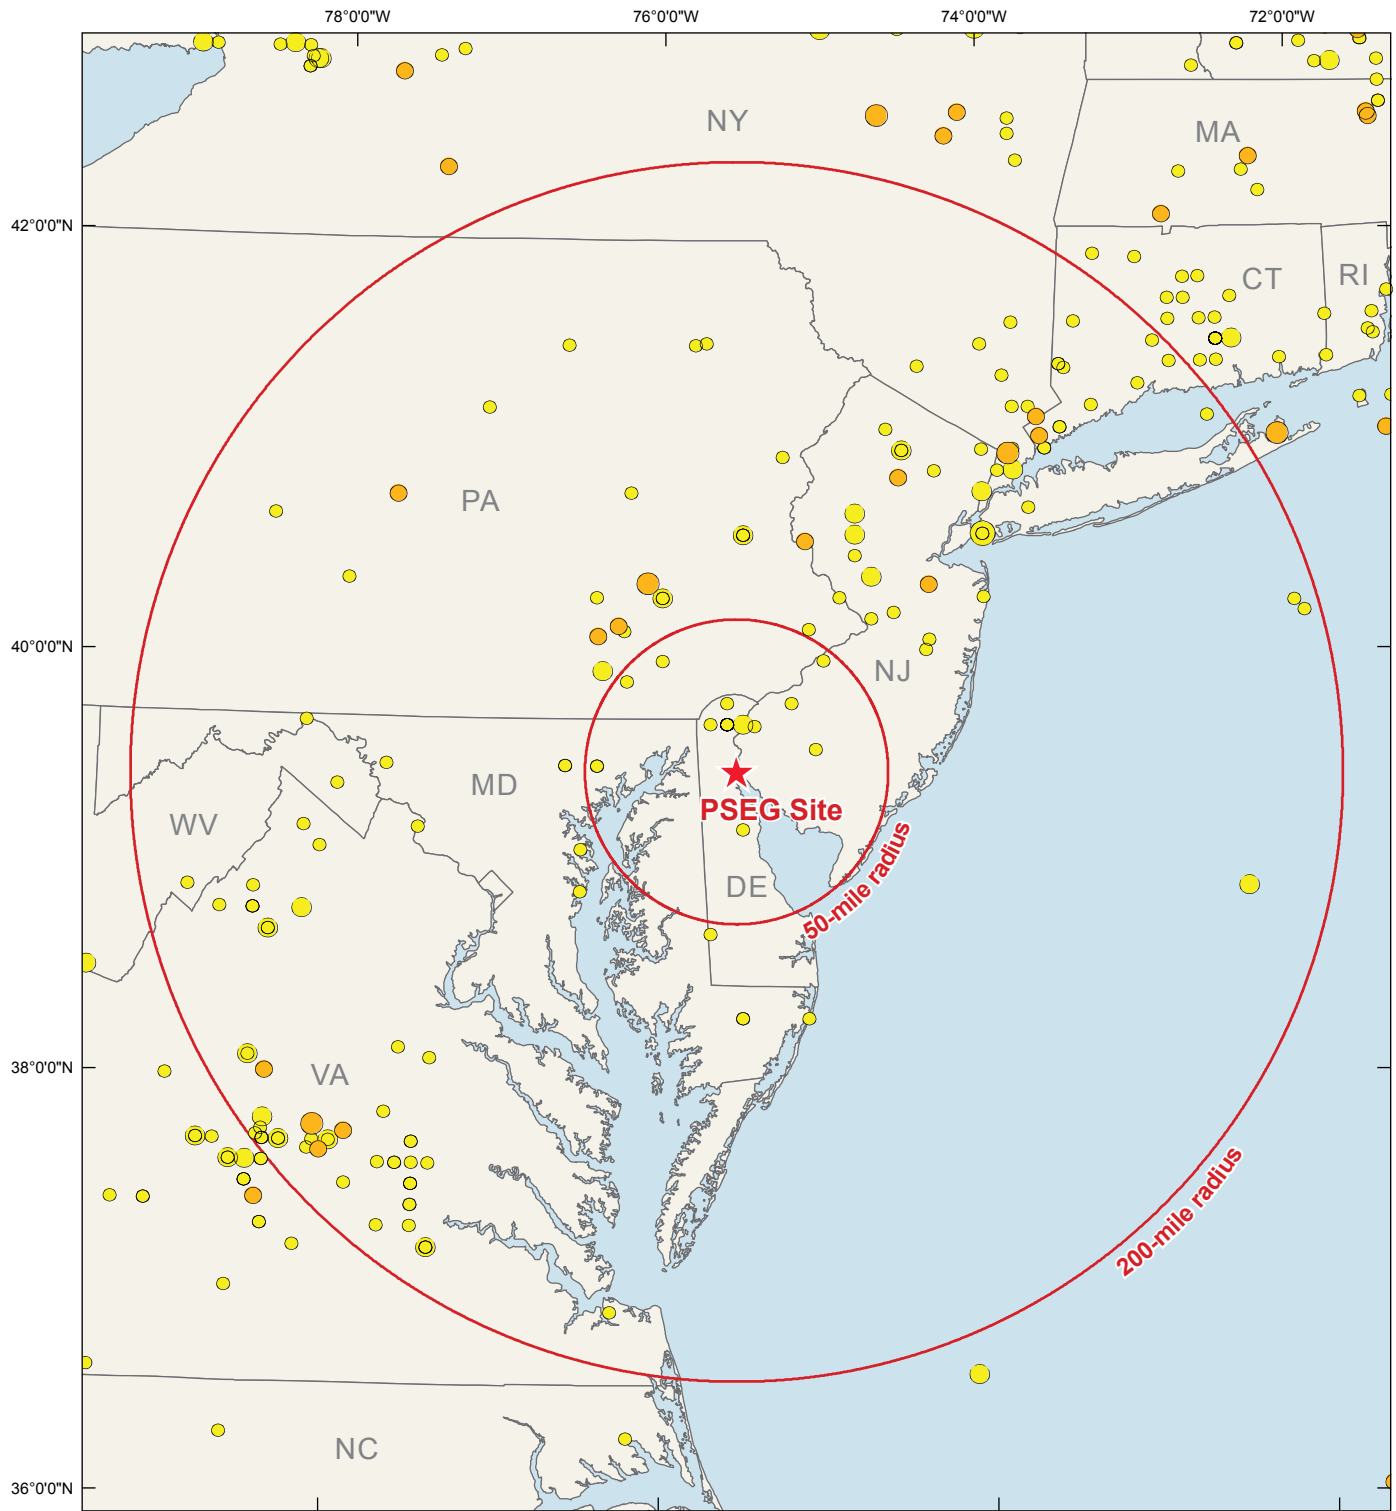 78°0'0"W 76°0'0"W 74°0'0"W 72°0'0"W
NY
MA
42°0'0"N
CT
RI
PA
40°0'0"N
NJ
MD
PSEG Site
WV
DE
50-mile radius
38°0'0"N
VA
200-mile radius
NC
36°0'0"N